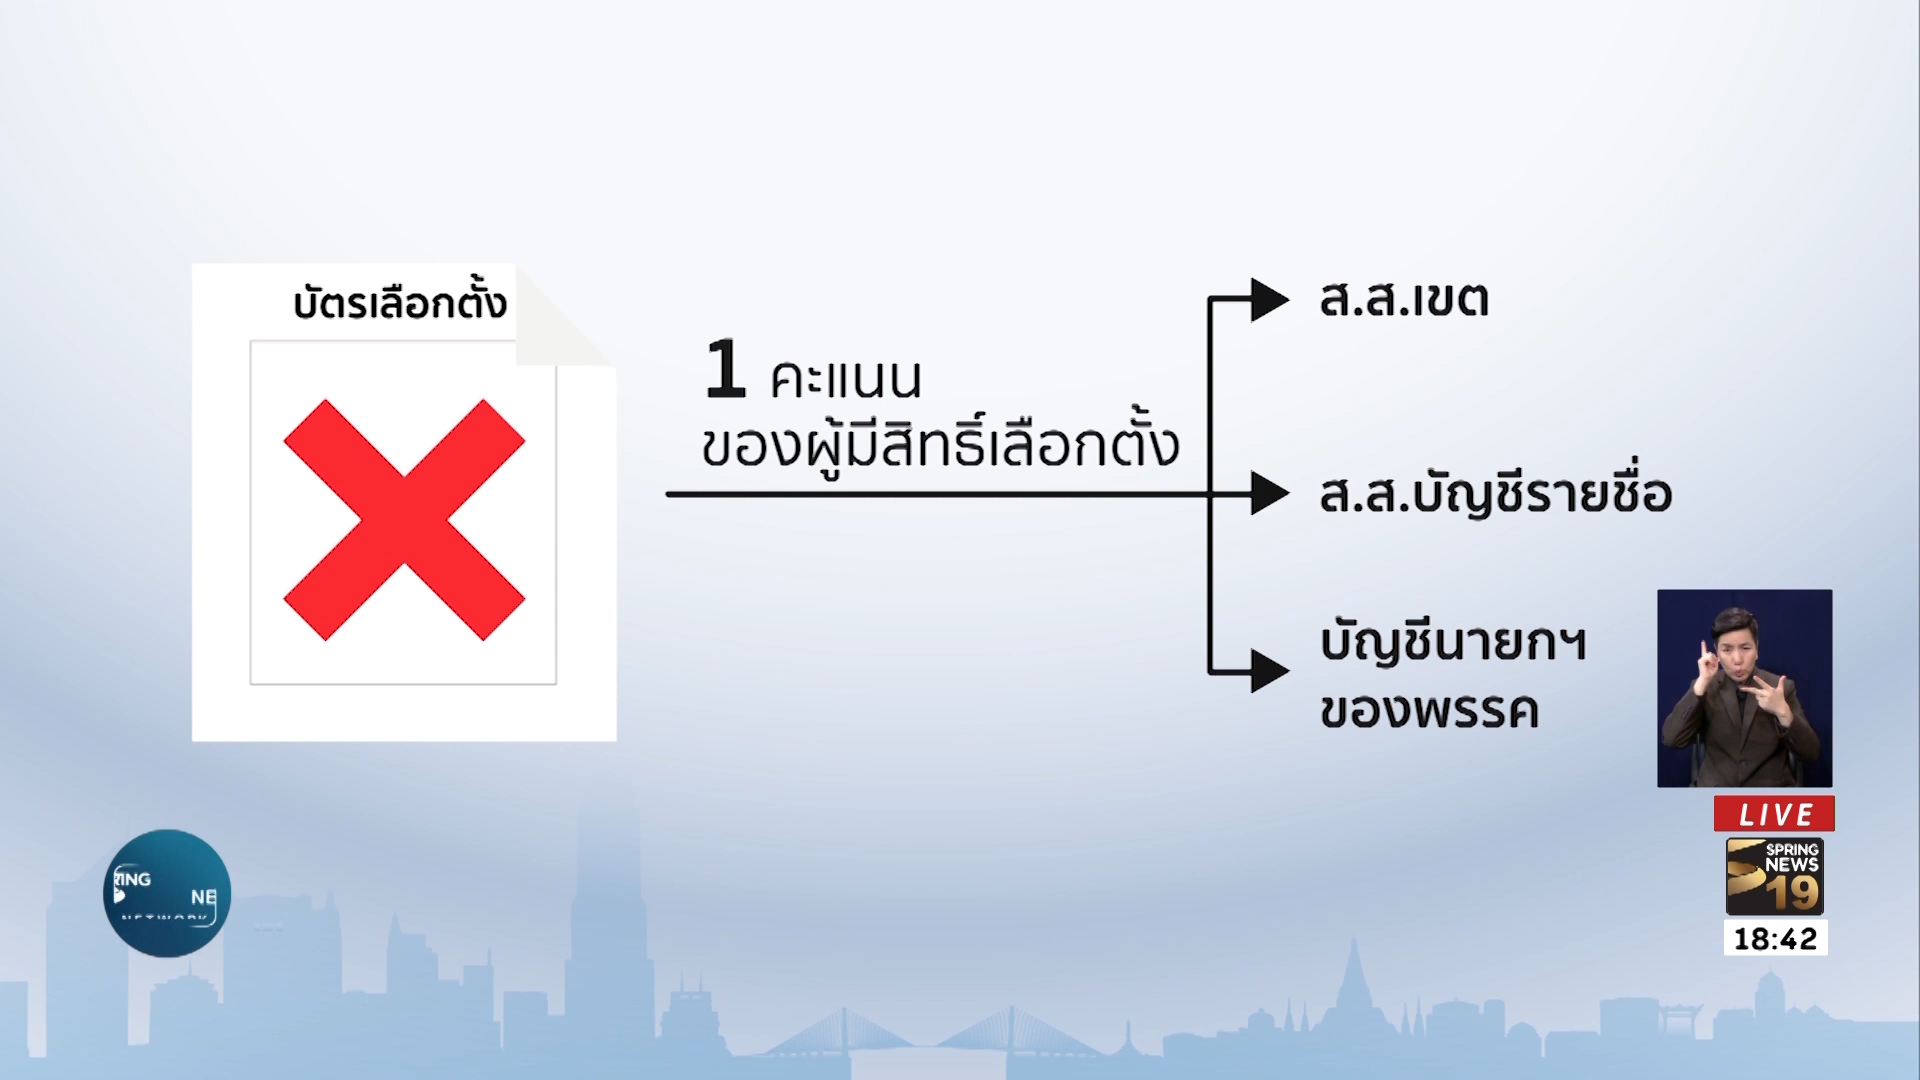 บัตรเลือกตั้ง
1 คะแนน
ของผู้มีสิทธิ์เลือกตั้ง
ส.ส.เขต
ส.ส.บัญชีรายชื่อ
บัญชีนายกฯ
ของพรรค
LIVE
SPRING
NEWS
19
18:42
RING
NE
NETWORK